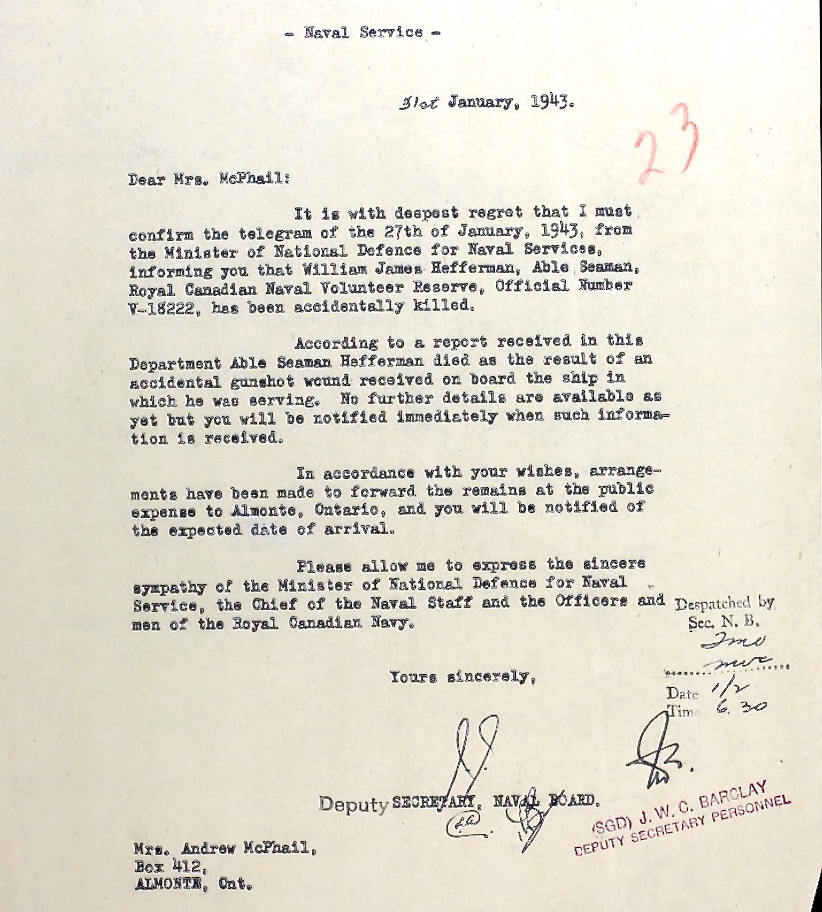 - Naval Service -
31st January, 1943.
23
Dear Mrs. McPhail:
It is with deepest regret that I must
confirm the telegram of the 27th of January, 1943, from
the Minister of National Defence for Naval Services,
informing you that William James Hefferman, Able Seaman,
Royal Canadian Naval Volunteer Reserve, Official Number
V-18222, has been accidentally killed.
According to a report received in this
Department Able Seaman Hefferman died as the result of an
accidental gunshot wound received on board the ship in
which he was serving.  No further details are available as
yet but you will be notified immediately when such informa-
tion is received.
In accordance with your wishes, arrange-
ments have been made to forward the remains at the public
expense to Almonte, Ontario, and you will be notified of
the expected date of arrival.
Please allow me to express the sincere
sympathy of the Minister of National Defence for Naval
Service, the Chief of the Naval Staff and the Officers and
men of the Royal Canadian Navy.
Despatched by
Sec. N. B.
Date 1/2
Tim 6.30
Yours sincerely,
Deputy SECRETARY, NAVAL BOARD.
(SGD) J. W. C. BARCLAY
DEPUTY SECRETARY PERSONNEL
Mrs. Andrew McPhail,
Box 412,
ALMONTE, Ont.